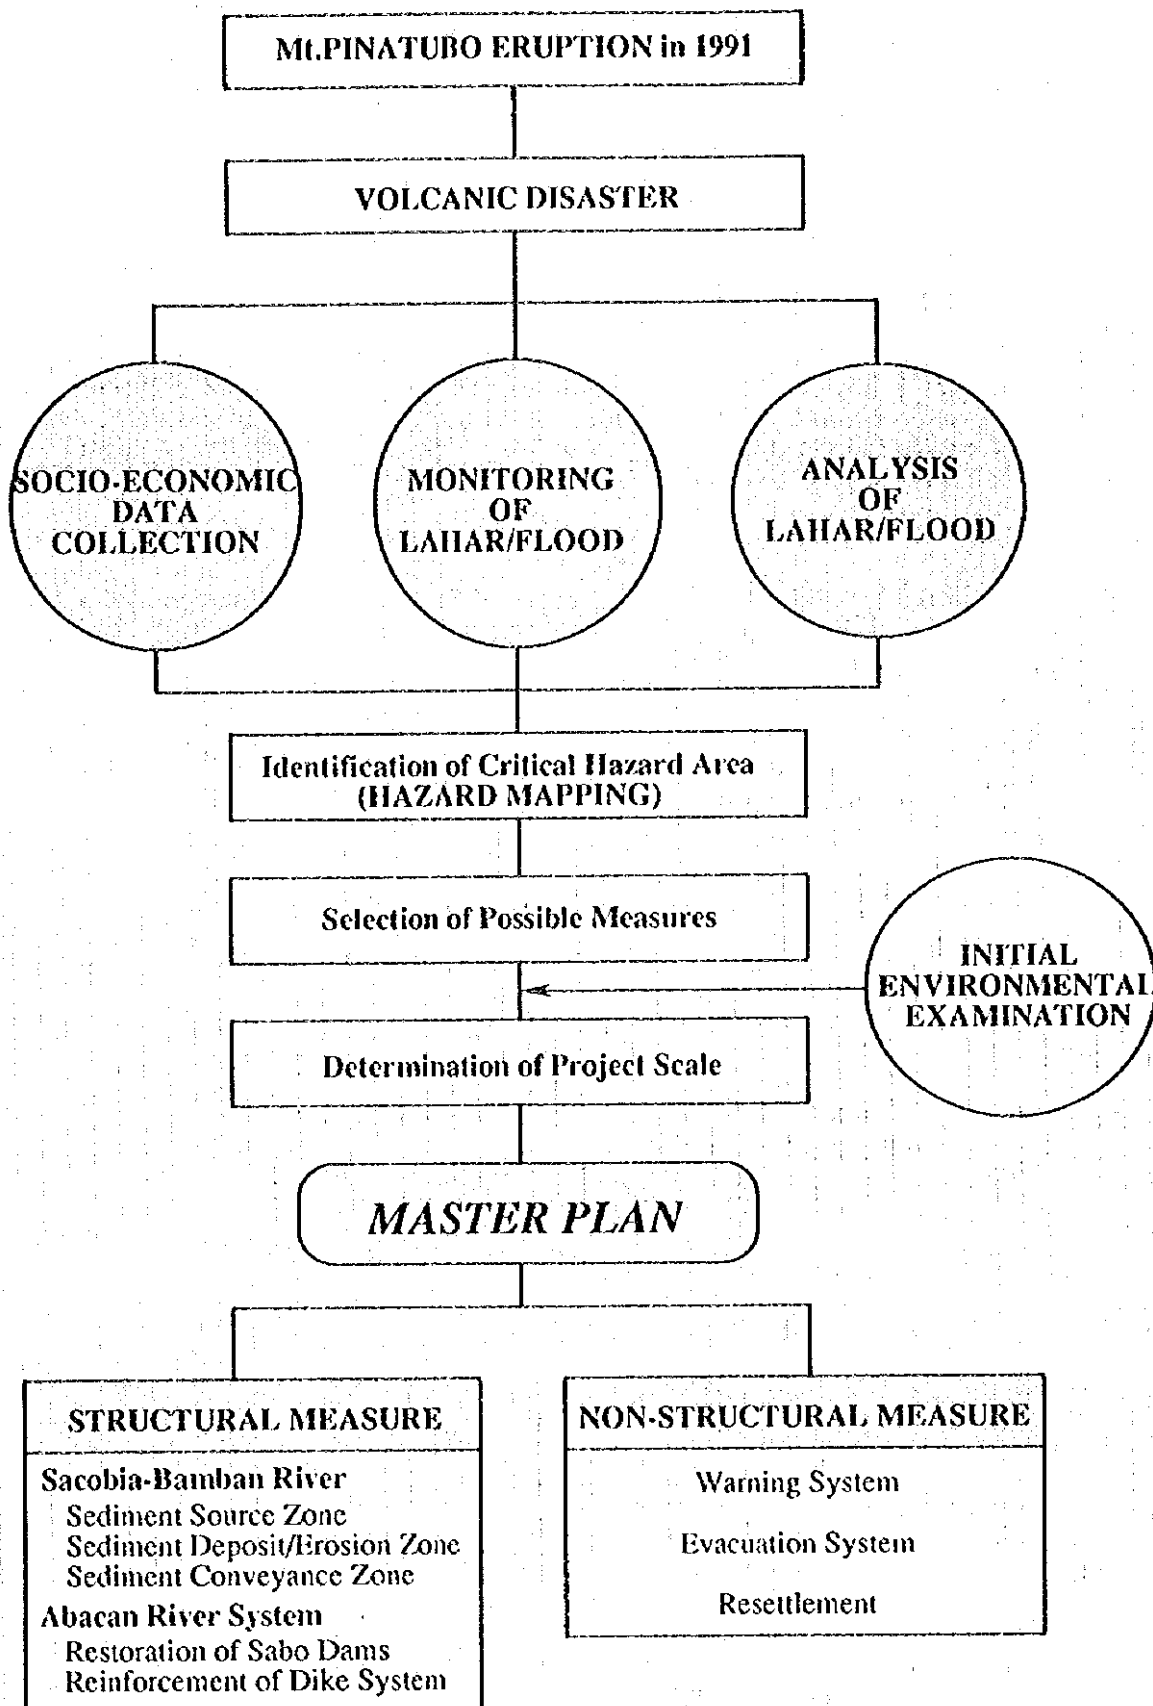 Mt.PINATUBO ERUPTION in 1991
VOLCANIC DISASTER
SOCIO-ECONOMIC
DATA
COLLECTION
MONITORING
OF
LAHAR/FLOOD
ANALYSIS
OF
LAHAR/FLOOD
Identification of Critical Hazard Area
(HAZARD MAPPING)
Selection of Possible Measures
INITIAL
ENVIRONMENTAL
EXAMINATION
Determination of Project Scale
MASTER PLAN
STRUCTURAL MEASURE
Sacobia-Bamban River
Sediment Source Zone
Sediment Deposit/Erosion Zone
Sediment Conveyance Zone
Abacan River System
Restoration of Sabo Dams
Reinforcement of Dike System
NON-STRUCTURAL MEASURE
Warning System
Evacuation System
Resettlement